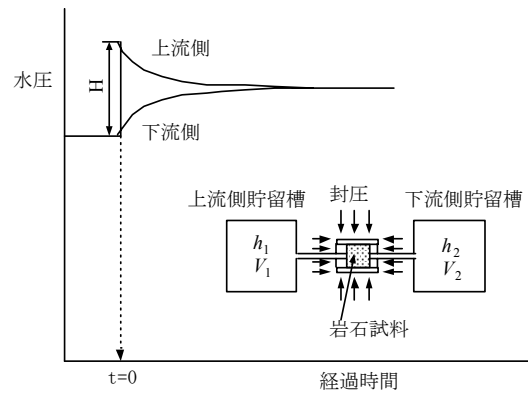 上流側
水圧
H
下流側
上流側貯留槽
封圧
下流側貯留槽
h1
V1
h2
V2
岩石試料
t=0
経過時間